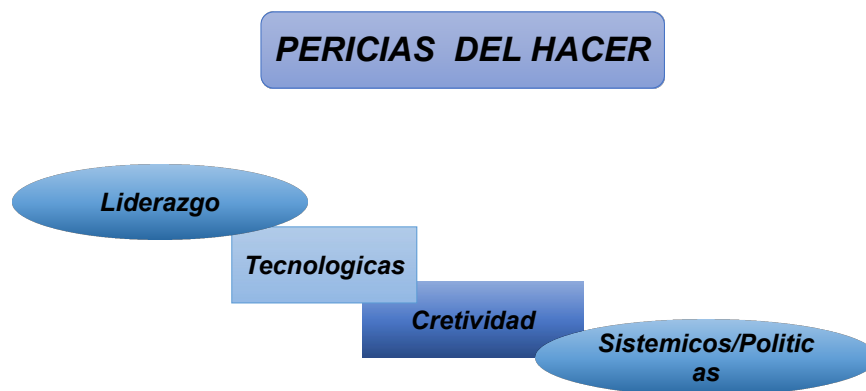 PERICIAS DEL HACER
Liderazgo
Tecnologicas
Cretividad
Sistemicos/Politic
as